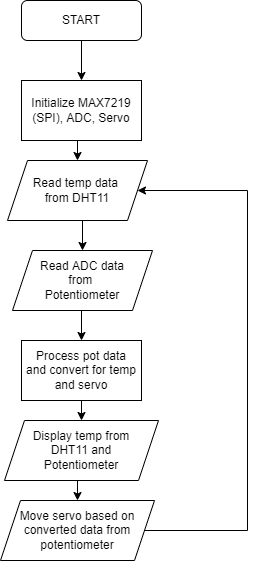 START
Initialize MAX7219
(SPI), ADC, Servo
Read temp data
from DHT11
Read ADC data
from
Potentiometer
Process pot data
and convert for temp
and servo
Display temp from
DHT11 and
Potentiometer
Move servo based on
converted data from
potentiometer